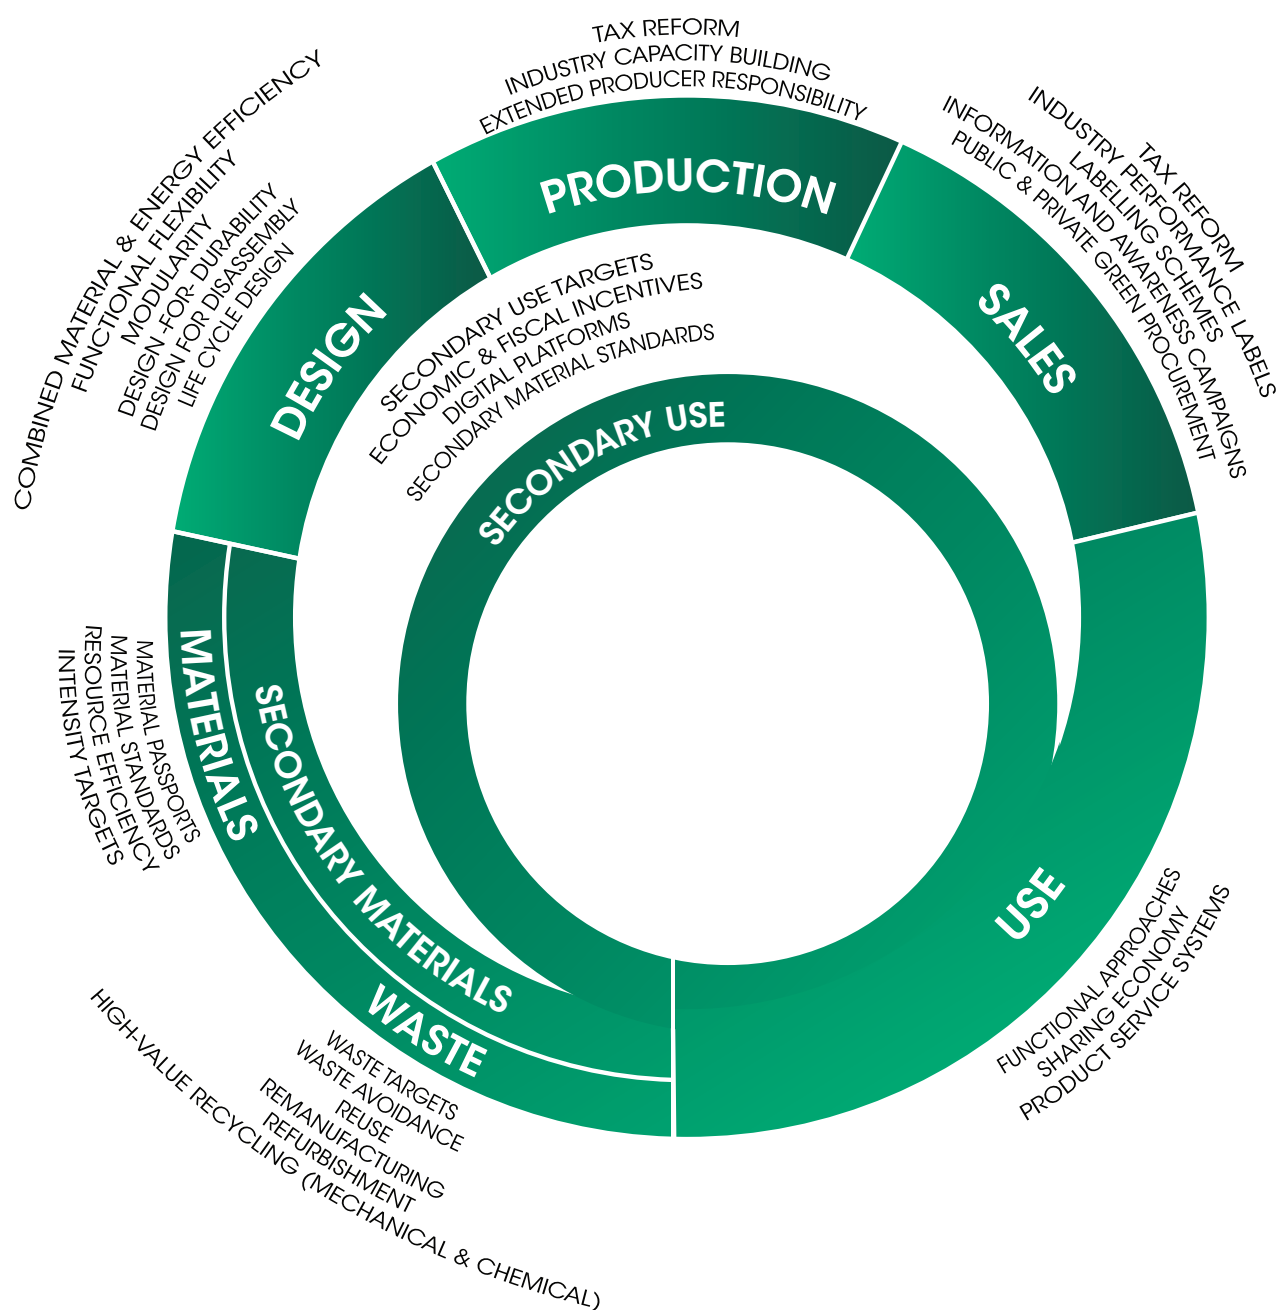 TAX REFORM
INDUSTRY CAPACITY BUILDING
EXTENDED PRODUCER RESPONSIBILITY
PRODUCTION
TAX REFORM
INDUSTRY PERFORMANCE LABELS
LABELLING SCHEMES
INFORMATION AND AWARENESS CAMPAIGNS
PUBLIC & PRIVATE GREEN PROCUREMENT
SALES
COMBINED MATERIAL & ENERGY EFFICIENCY
FUNCTIONAL FLEXIBILITY
MODULARITY
DESIGN -FOR- DURABILITY
DESIGN FOR DISASSEMBLY
LIFE CYCLE DESIGN
DESIGN
SECONDARY USE TARGETS
ECONOMIC & FISCAL INCENTIVES
DIGITAL PLATFORMS
SECONDARY MATERIAL STANDARDS
SECONDARY USE
MATERIAL PASSPORTS
MATERIAL STANDARDS
RESOURCE EFFICIENCY
INTENSITY TARGETS
MATERIALS
SECONDARY MATERIALS
USE
FUNCTIONAL APPROACHES
SHARING ECONOMY
PRODUCT SERVICE SYSTEMS
WASTE
WASTE TARGETS
WASTE AVOIDANCE
REUSE
REMANUFACTURING
REFURBISHMENT
HIGH-VALUE RECYCLING (MECHANICAL & CHEMICAL)